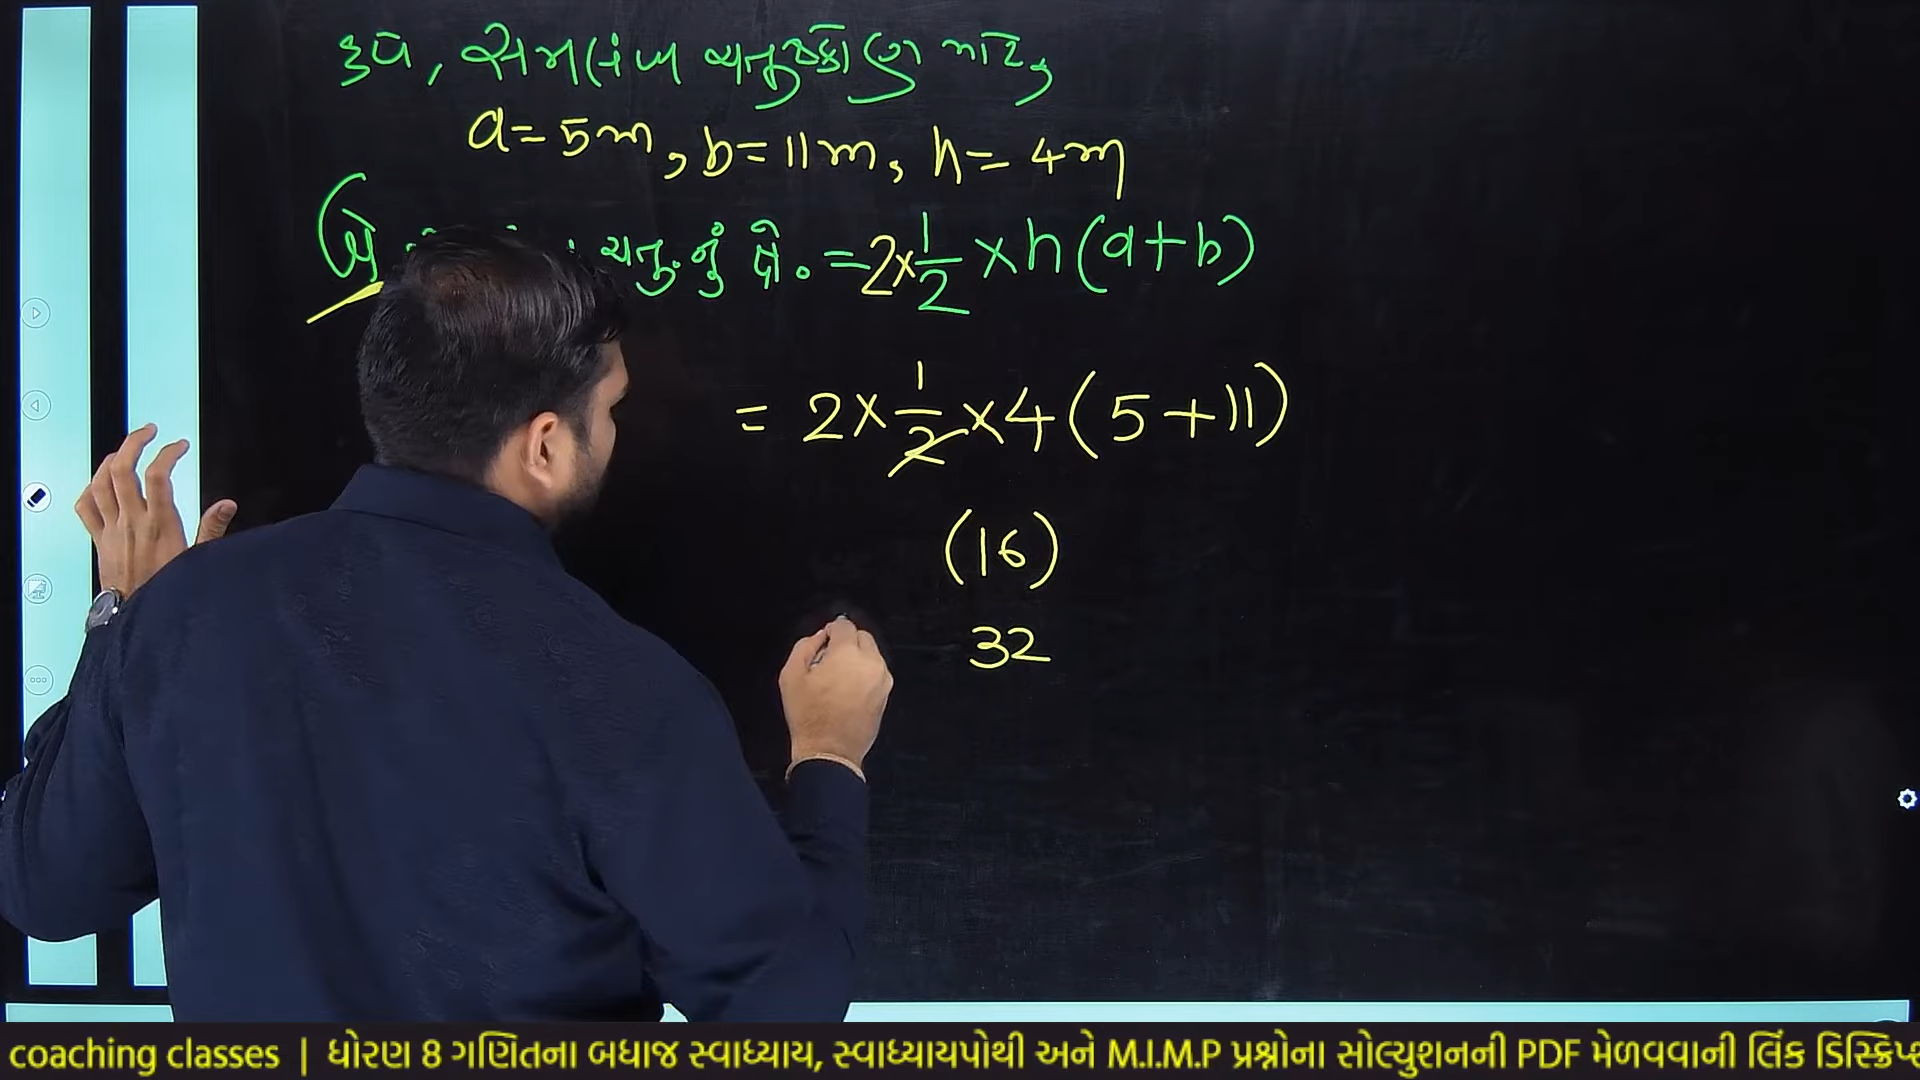 હવે, સમલંબ ચતુષ્કોણ માટે,
a = 5m, b = 11m, h = 4m
બે ચતુ. નું ક્ષે. = 2 × 1/2 × h (a + b)
= 2 × 1/2 × 4 (5 + 11)
(16)
32
coaching classes | ધોરણ 8 ગણિતના બધાજ સ્વાધ્યાય, સ્વાધ્યાયપોથી અને M.I.M.P પ્રશ્નોના સોલ્યુશનની PDF મેળવવાની લિંક